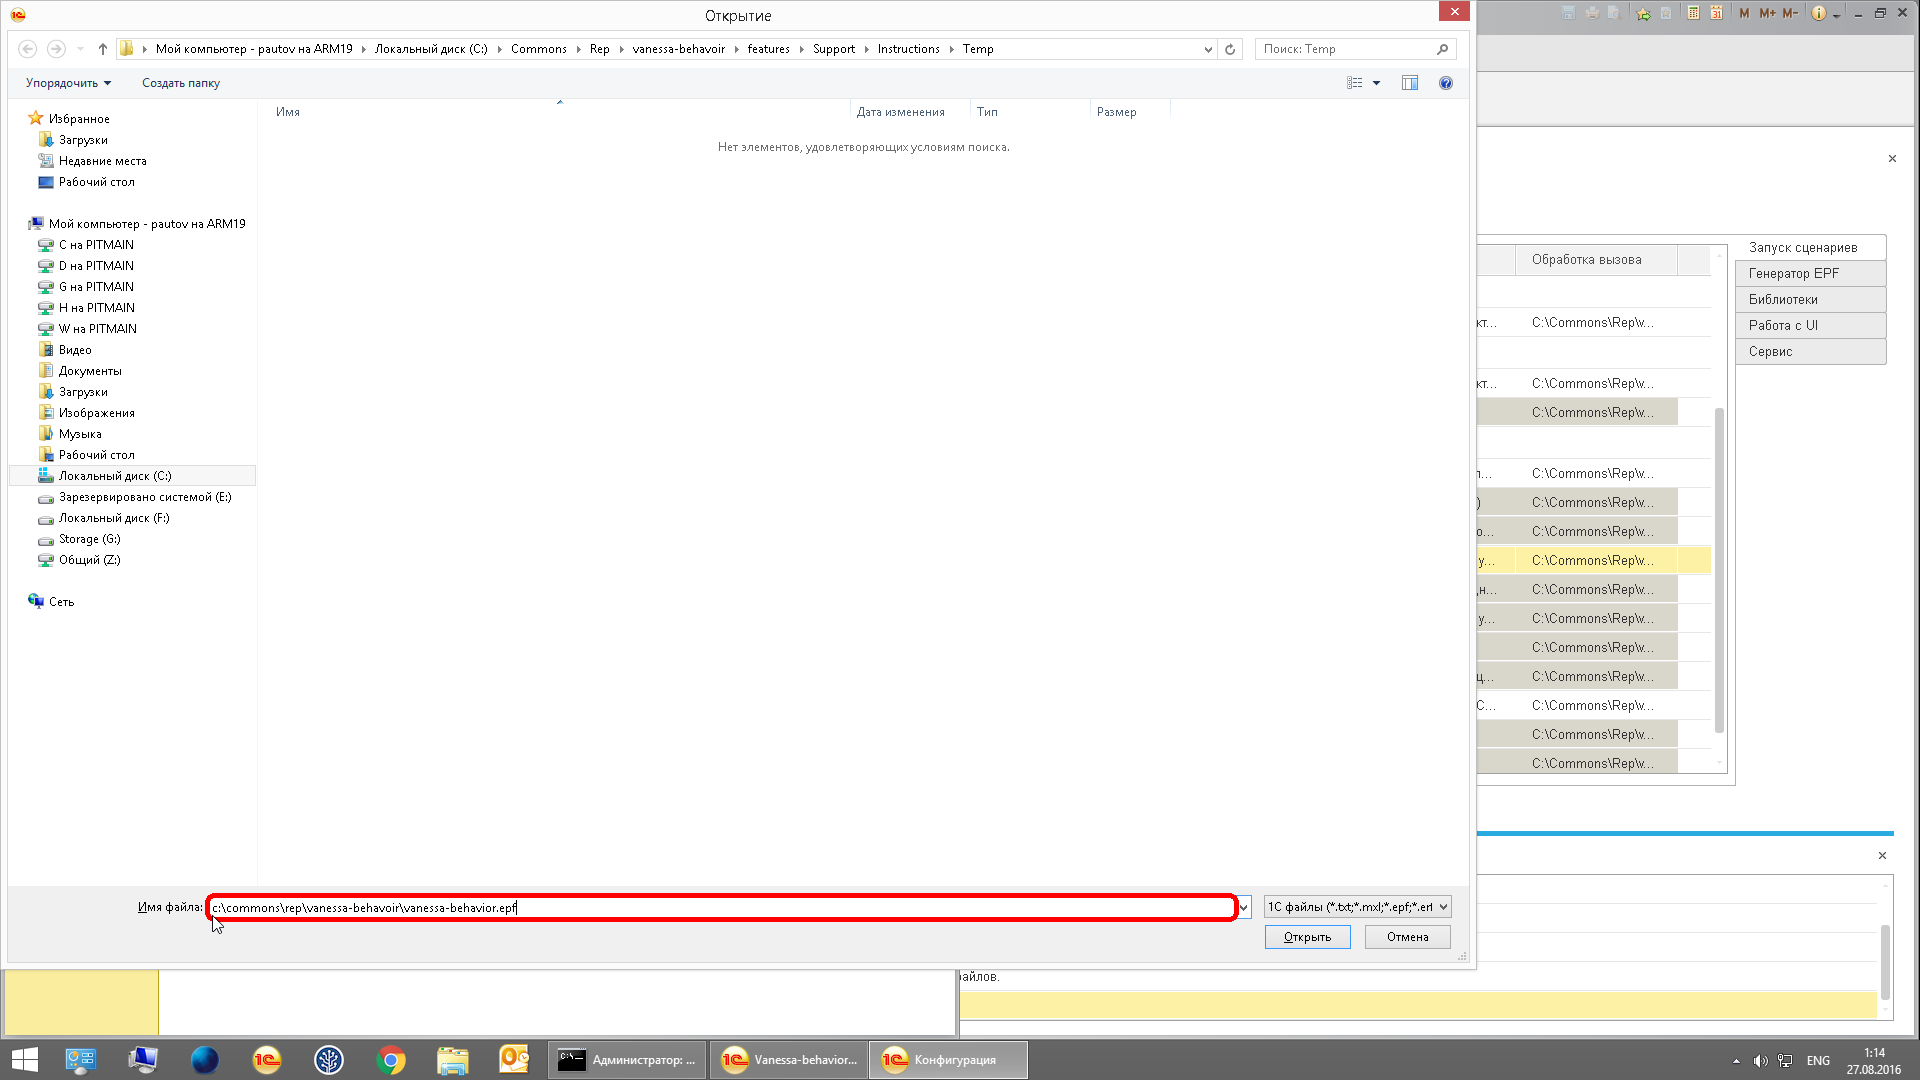 Открытие
Мой компьютер - pautov на ARM19 Локальный диск (C:) Commons Rep vanessa-behavoir features Support Instructions Temp
Поиск: Temp
Упорядочить Создать папку
Имя Дата изменения Тип Размер
Нет элементов, удовлетворяющих условиям поиска.
Избранное
Загрузки
Недавние места
Рабочий стол
Мой компьютер - pautov на ARM19
C на PITMAIN
D на PITMAIN
G на PITMAIN
H на PITMAIN
W на PITMAIN
Видео
Документы
Загрузки
Изображения
Музыка
Рабочий стол
Локальный диск (C:)
Зарезервировано системой (E:)
Локальный диск (F:)
Storage (G:)
Общий (Z:)
Сеть
Имя файла: c:\commons\rep\vanessa-behavoir\vanessa-behavior.epf
1С файлы (*.txt;*.mxl;*.epf;*.erf
Открыть Отмена
M M+ M-
Обработка вызова
кт... C:\Commons\Rep\v...
кт... C:\Commons\Rep\v...
C:\Commons\Rep\v...
л... C:\Commons\Rep\v...
) C:\Commons\Rep\v...
о... C:\Commons\Rep\v...
у... C:\Commons\Rep\v...
дн... C:\Commons\Rep\v...
у... C:\Commons\Rep\v...
C:\Commons\Rep\v...
ц... C:\Commons\Rep\v...
С... C:\Commons\Rep\v...
C:\Commons\Rep\v...
C:\Commons\Rep\v...
Запуск сценариев
Генератор EPF
Библиотеки
Работа с UI
Сервис
файлов.
Администратор: ...
Vanessa-behavior...
Конфигурация
ENG
1:14
27.08.2016